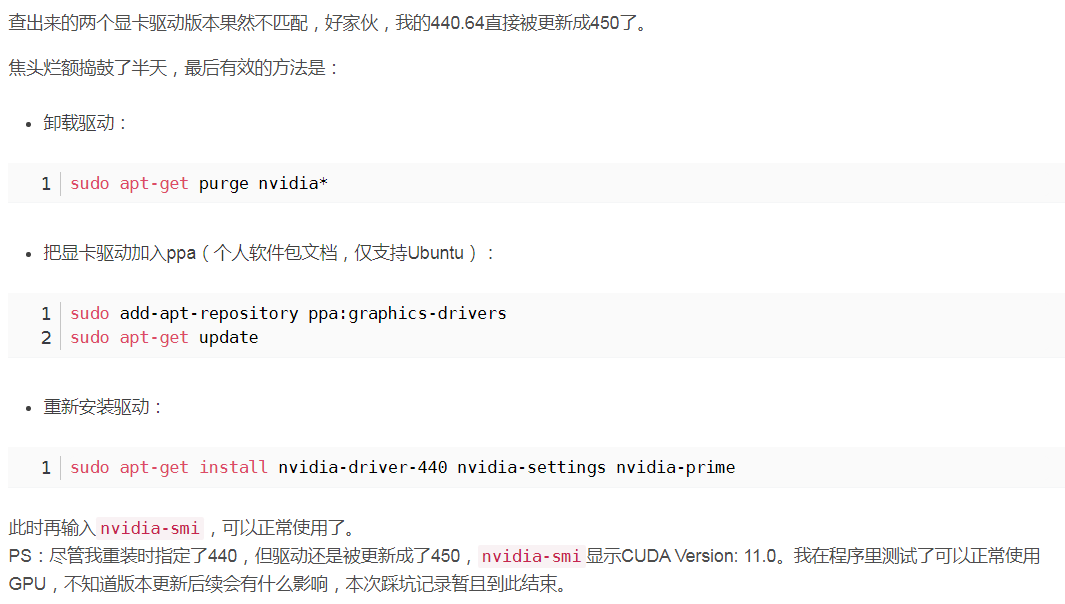 查出来的两个显卡驱动版本果然不匹配，好家伙，我的440.64直接被更新成450了。
焦头烂额捣鼓了半天，最后有效的方法是：
• 卸载驱动：
1 sudo apt-get purge nvidia*
• 把显卡驱动加入ppa（个人软件包文档，仅支持Ubuntu）：
1 sudo add-apt-repository ppa:graphics-drivers
2 sudo apt-get update
• 重新安装驱动：
1 sudo apt-get install nvidia-driver-440 nvidia-settings nvidia-prime
此时再输入 nvidia-smi ，可以正常使用了。
PS：尽管我重装时指定了440，但驱动还是被更新成了450， nvidia-smi 显示CUDA Version: 11.0。我在程序里测试了可以正常使用
GPU，不知道版本更新后续会有什么影响，本次踩坑记录暂且到此结束。